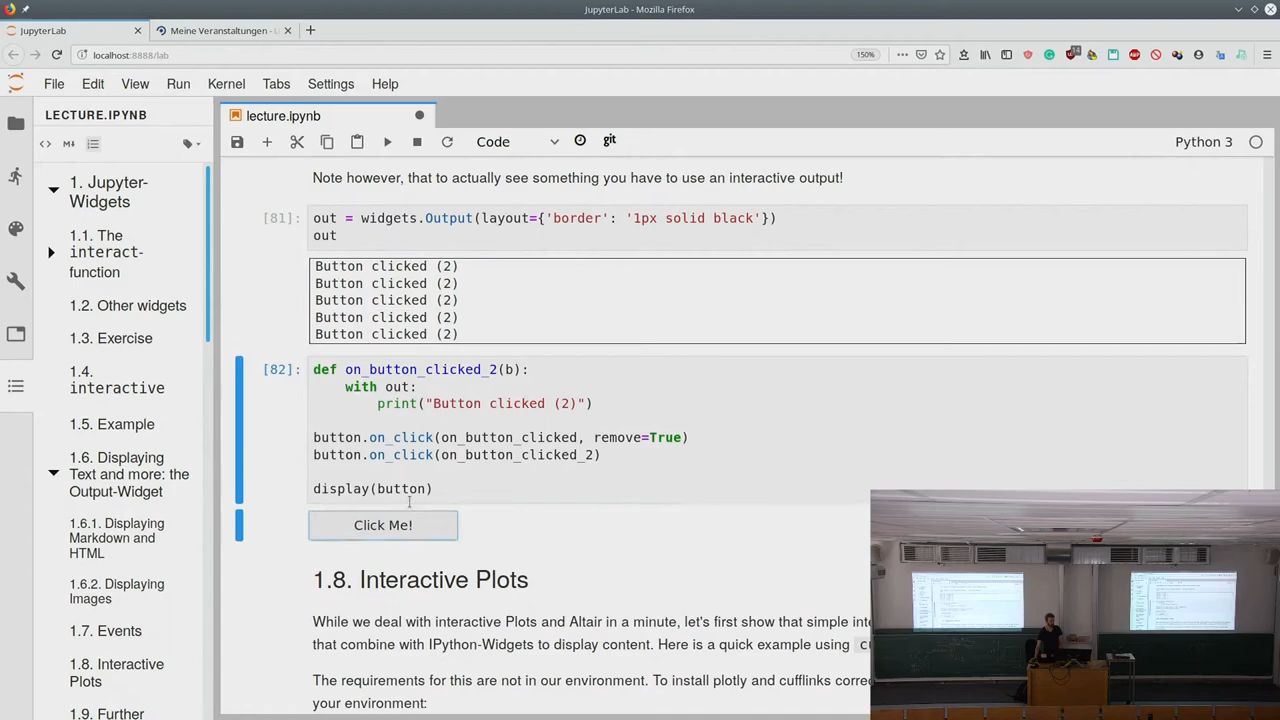 JupyterLab - Mozilla Firefox
JupyterLab
Meine Veranstaltungen -
localhost:8888/lab
150%
14
ABP
File Edit View Run Kernel Tabs Settings Help
LECTURE.IPYNB
lecture.ipynb
Code
git
Python 3
1. Jupyter-
Widgets
1.1. The
interact-
function
1.2. Other widgets
1.3. Exercise
1.4.
interactive
1.5. Example
1.6. Displaying
Text and more: the
Output-Widget
1.6.1. Displaying
Markdown and
HTML
1.6.2. Displaying
Images
1.7. Events
1.8. Interactive
Plots
1.9. Further
Note however, that to actually see something you have to use an interactive output!
[81]: out = widgets.Output(layout={'border': '1px solid black'})
out
Button clicked (2)
Button clicked (2)
Button clicked (2)
Button clicked (2)
Button clicked (2)
[82]: def on_button_clicked_2(b):
with out:
print("Button clicked (2)")
button.on_click(on_button_clicked, remove=True)
button.on_click(on_button_clicked_2)
display(button)
Click Me!
1.8. Interactive Plots
While we deal with interactive Plots and Altair in a minute, let's first show that simple
that combine with IPython-Widgets to display content. Here is a quick example using
The requirements for this are not in our environment. To install plotly and cufflinks
your environment: